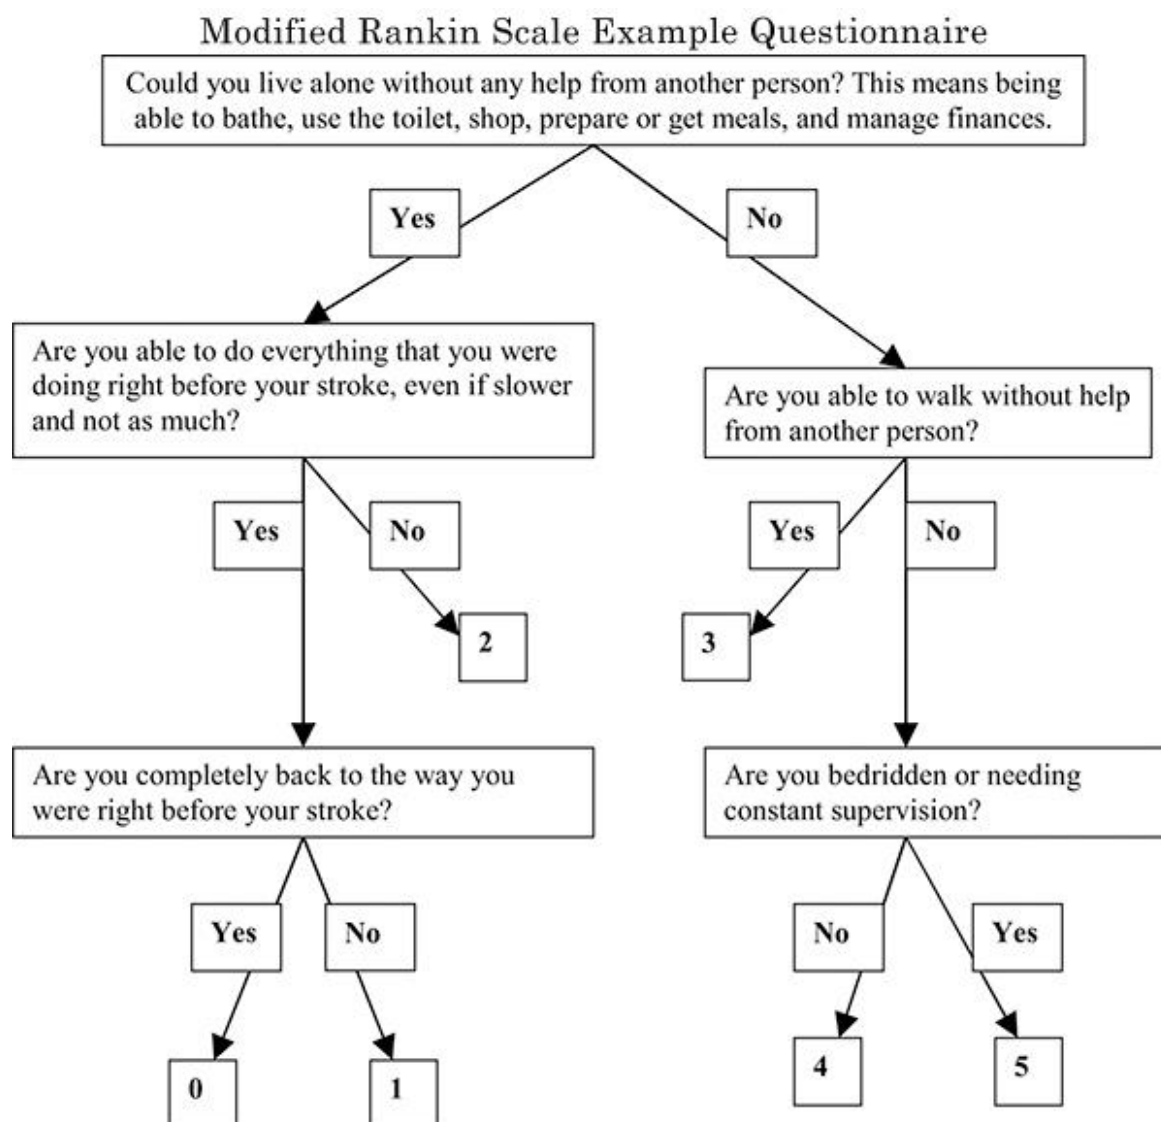 Modified Rankin Scale Example Questionnaire
Could you live alone without any help from another person? This means being
able to bathe, use the toilet, shop, prepare or get meals, and manage finances.
Yes
No
Are you able to do everything that you were
doing right before your stroke, even if slower
and not as much?
Are you able to walk without help
from another person?
Yes
No
Yes
No
2
3
Are you completely back to the way you
were right before your stroke?
Are you bedridden or needing
constant supervision?
Yes
No
No
Yes
0
1
4
5